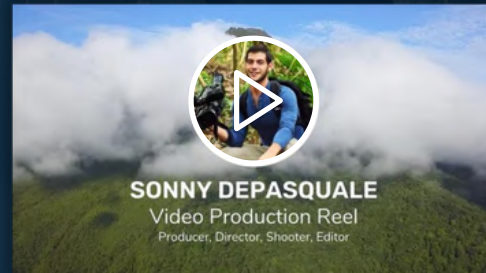 SONNY DEPASQUALE
Video Production Reel
Producer, Director, Shooter, Editor